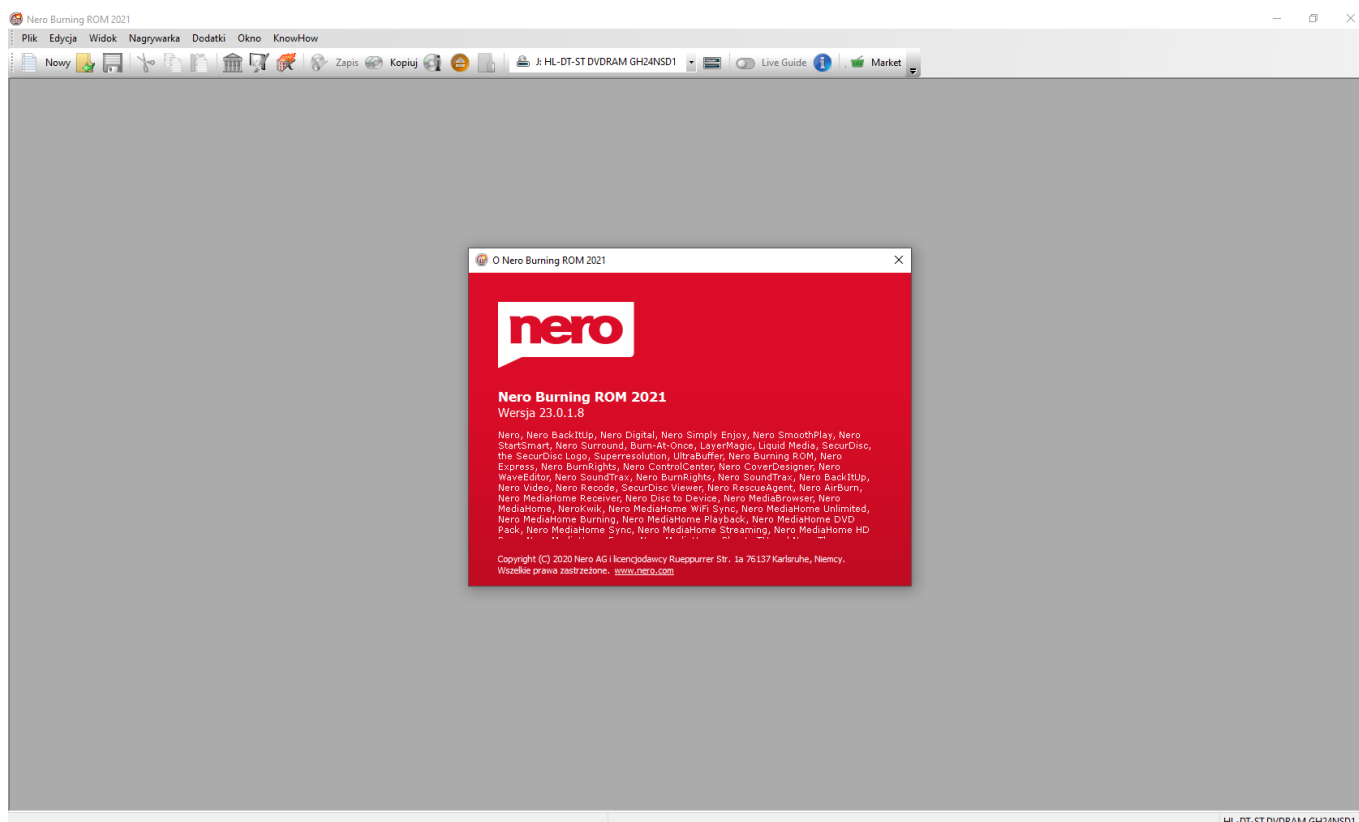 Nero Burning ROM 2021
Plik Edycja Widok Nagrywarka Dodatki Okno KnowHow
Nowy Zapis Kopiuj J: HL-DT-ST DVDRAM GH24NSD1 Live Guide Market
O Nero Burning ROM 2021
nero
Nero Burning ROM 2021
Wersja 23.0.1.8
Nero, Nero BackItUp, Nero Digital, Nero Simply Enjoy, Nero SmoothPlay, Nero
StartSmart, Nero Surround, Burn-At-Once, LayerMagic, Liquid Media, SecurDisc,
the SecurDisc Logo, Superresolution, UltraBuffer, Nero Burning ROM, Nero
Express, Nero BurnRights, Nero ControlCenter, Nero CoverDesigner, Nero
WaveEditor, Nero SoundTrax, Nero BurnRights, Nero SoundTrax, Nero BackItUp,
Nero Video, Nero Recode, SecurDisc Viewer, Nero RescueAgent, Nero AirBurn,
Nero MediaHome Receiver, Nero Disc to Device, Nero MediaBrowser, Nero
MediaHome, NeroKwik, Nero MediaHome WiFi Sync, Nero MediaHome Unlimited,
Nero MediaHome Burning, Nero MediaHome Playback, Nero MediaHome DVD
Pack, Nero MediaHome Sync, Nero MediaHome Streaming, Nero MediaHome HD
Copyright (C) 2020 Nero AG i licencjodawcy Rueppurrer Str. 1a 76137 Karlsruhe, Niemcy.
Wszelkie prawa zastrzeżone. www.nero.com
HL-DT-ST DVDRAM GH24NSD1